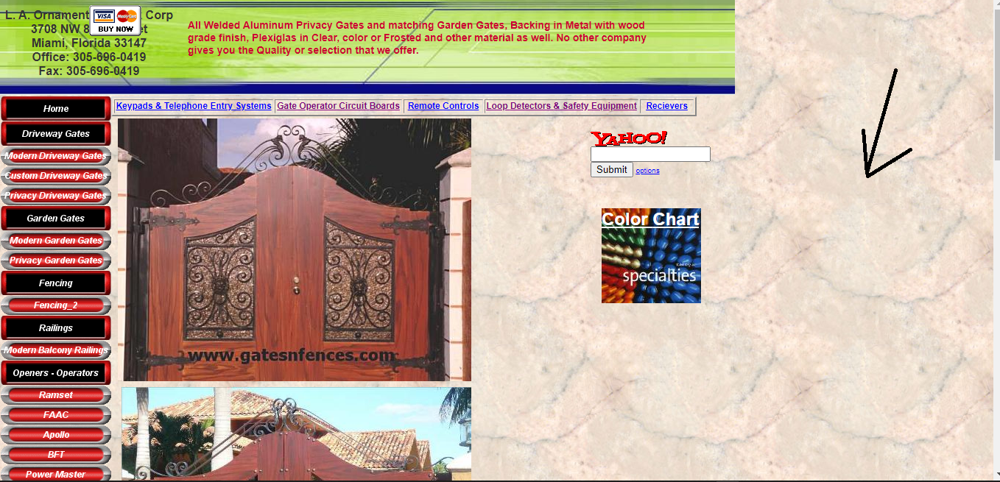 L. A. Ornament Corp
3708 NW 8 et
Miami, Florida 33147
Office: 305-696-0419
Fax: 305-696-0419
VISA MasterCard
BUY NOW
All Welded Aluminum Privacy Gates and matching Garden Gates, Backing in Metal with wood
grade finish, Plexiglas in Clear, color or Frosted and other material as well. No other company
gives you the Quality or selection that we offer.
Keypads & Telephone Entry Systems Gate Operator Circuit Boards Remote Controls Loop Detectors & Safety Equipment Recievers
Home
Driveway Gates
Modern Driveway Gates
Custom Driveway Gates
Privacy Driveway Gates
Garden Gates
Modern Garden Gates
Privacy Garden Gates
Fencing
Fencing_2
Railings
Modern Balcony Railings
Openers - Operators
Ramset
FAAC
Apollo
BFT
Power Master
www.gatesnfences.com
YAHOO!
Submit options
Color Chart
specialties